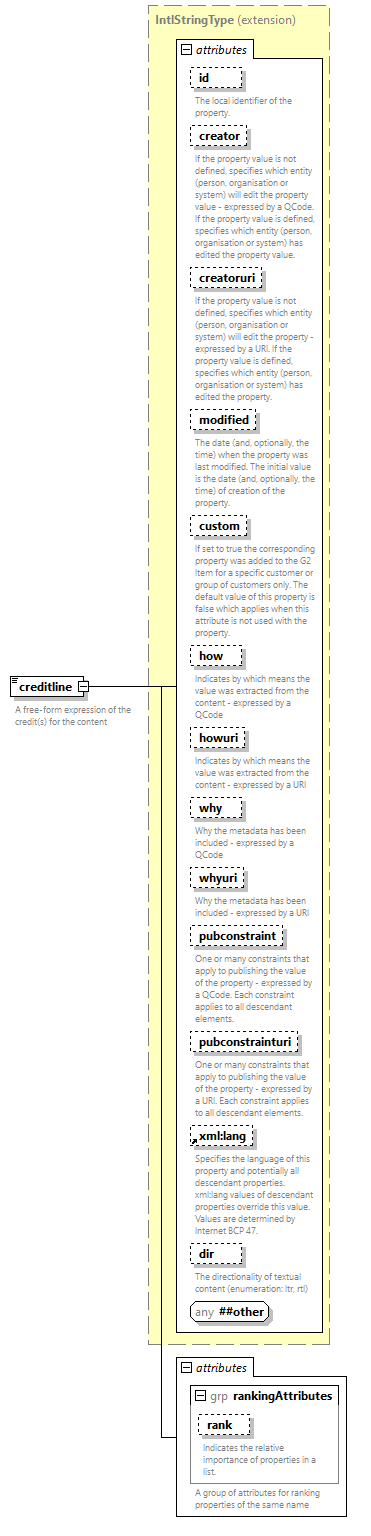 IntlStringType (extension)
attributes
id
The local identifier of the
property.
creator
If the property value is not
defined, specifies which entity
(person, organisation or
system) will edit the property
value - expressed by a QCode.
If the property value is defined,
specifies which entity (person,
organisation or system) has
edited the property value.
creatoruri
If the property value is not
defined, specifies which entity
(person, organisation or
system) will edit the property -
expressed by a URI. If the
property value is defined,
specifies which entity (person,
organisation or system) has
edited the property.
modified
The date (and, optionally, the
time) when the property was
last modified. The initial value
is the date (and, optionally, the
time) of creation of the
property.
custom
If set to true the corresponding
property was added to the G2
Item for a specific customer or
group of customers only. The
default value of this property is
false which applies when this
attribute is not used with the
property.
how
Indicates by which means the
value was extracted from the
content - expressed by a
QCode
creditline
A free-form expression of the
credit(s) for the content
howuri
Indicates by which means the
value was extracted from the
content - expressed by a URI
why
Why the metadata has been
included - expressed by a
QCode
whyuri
Why the metadata has been
included - expressed by a URI
pubconstraint
One or many constraints that
apply to publishing the value
of the property - expressed by
a QCode. Each constraint
applies to all descendant
elements.
pubconstrainturi
One or many constraints that
apply to publishing the value
of the property - expressed by
a URI. Each constraint applies
to all descendant elements.
xml:lang
Specifies the language of this
property and potentially all
descendant properties.
xml:lang values of descendant
properties override this value.
Values are determined by
Internet BCP 47.
dir
The directionality of textual
content (enumeration: ltr, rtl)
any ##other
attributes
grp rankingAttributes
rank
Indicates the relative
importance of properties in a
list.
A group of attributes for ranking
properties of the same name